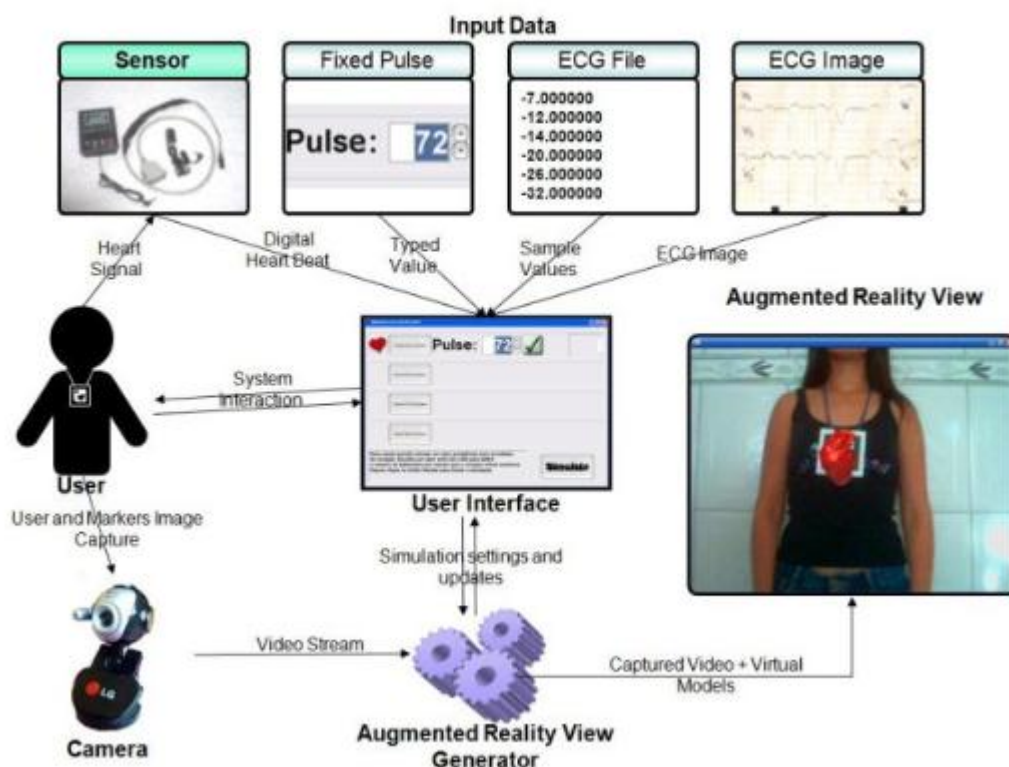 Input Data
Sensor
Fixed Pulse
ECG File
ECG Image
Pulse: 72
-7.000000
-12.000000
-14.000000
-20.000000
-26.000000
-32.000000
Heart
Signal
Digital
Heart Beat
Typed
Value
Sample
Values
ECG Image
Augmented Reality View
Pulse: 72
System
Interaction
Simulate
User
User Interface
User and Markers Image
Capture
Simulation settings and
updates
Video Stream
LG
Captured Video + Virtual
Models
Camera
Augmented Reality View
Generator